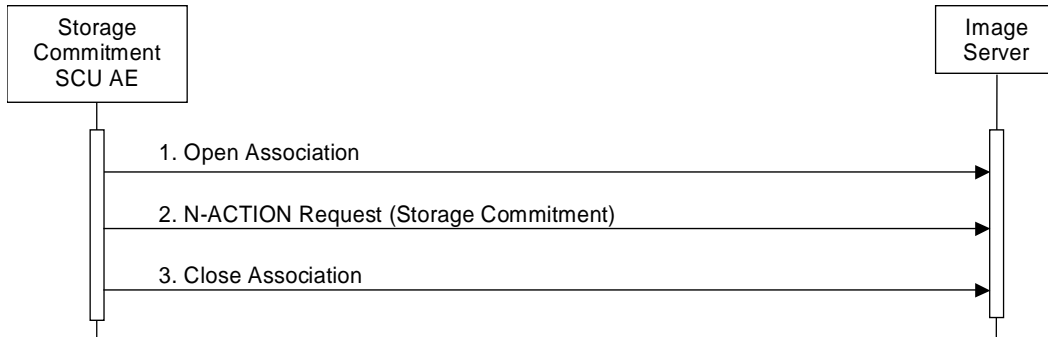 Storage
Commitment
SCU AE
Image
Server
1. Open Association
2. N-ACTION Request (Storage Commitment)
3. Close Association